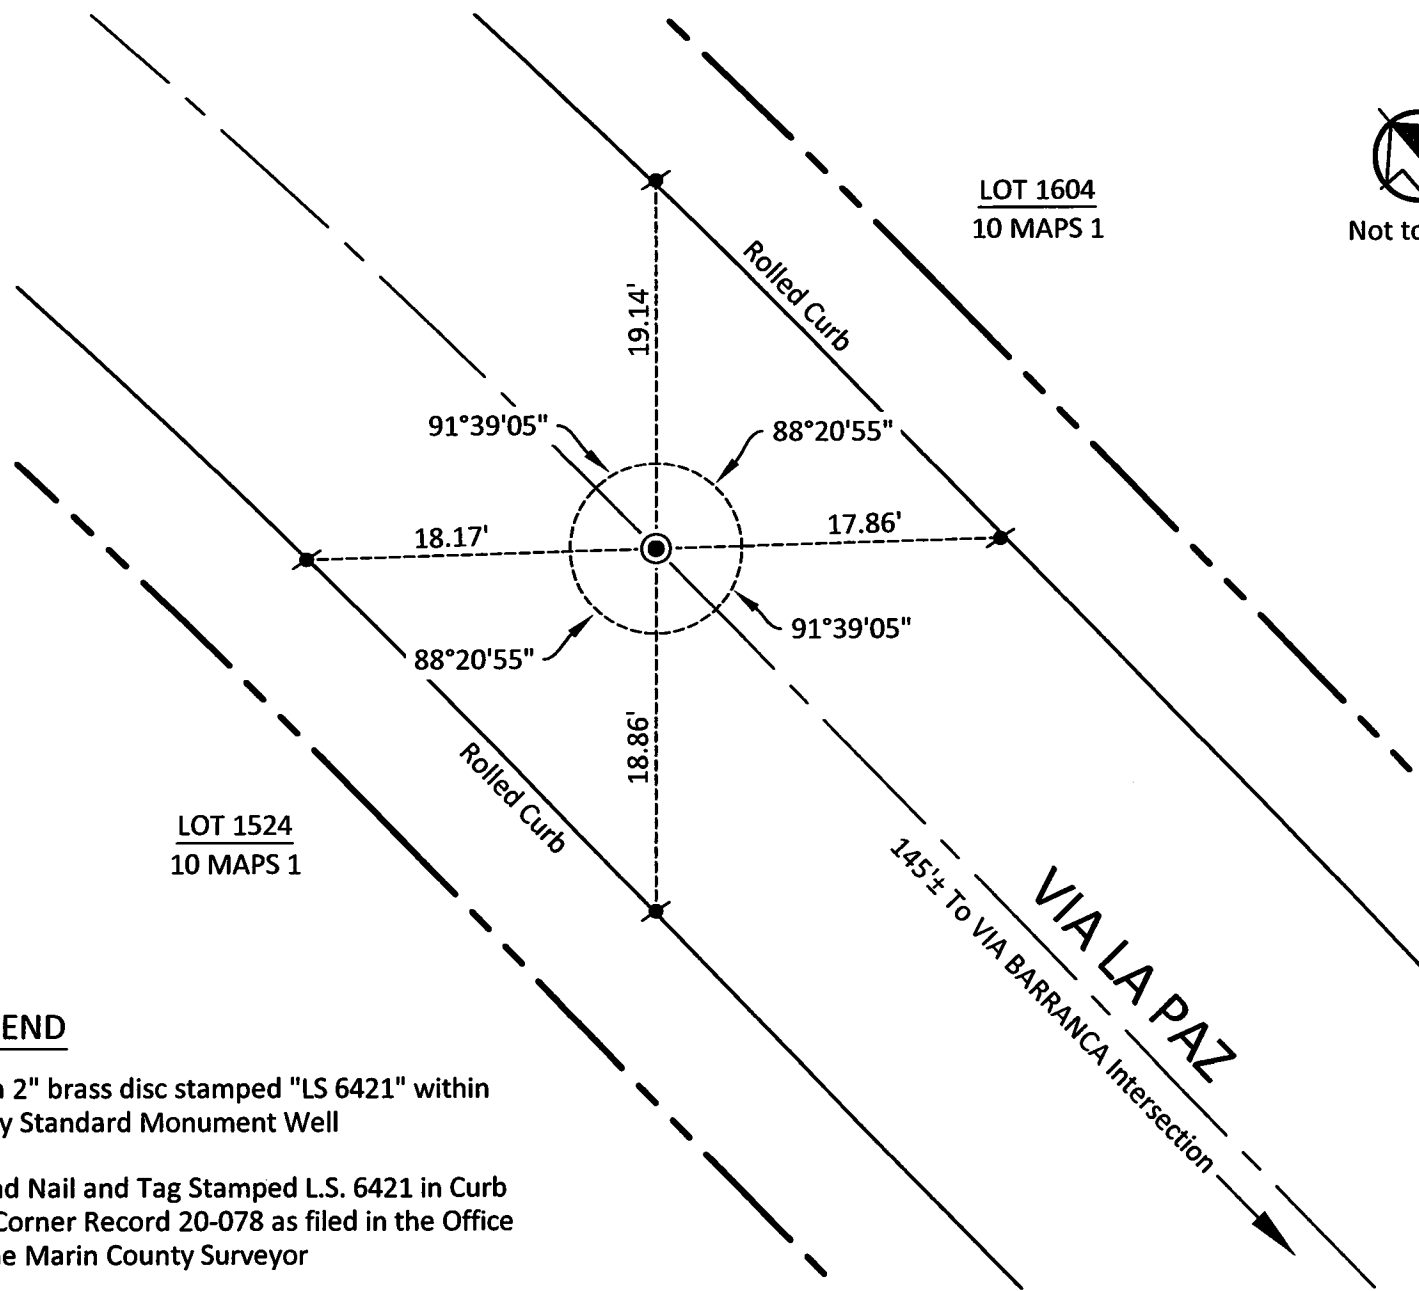 LOT 1604
10 MAPS 1
Not to
Rolled Curb
19.14'
91°39'05"
88°20'55"
18.17'
17.86'
91°39'05"
88°20'55"
18.86'
Rolled Curb
LOT 1524
10 MAPS 1
145'± To VIA BARRANCA Intersection
VIA LA PAZ
END
2" brass disc stamped "LS 6421" within
y Standard Monument Well
nd Nail and Tag Stamped L.S. 6421 in Curb
Corner Record 20-078 as filed in the Office
e Marin County Surveyor